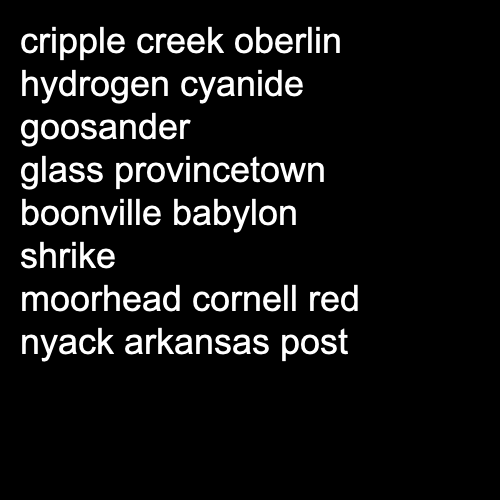 cripple creek oberlin
hydrogen cyanide
goosander
glass provincetown
boonville babylon
shrike
moorhead cornell red
nyack arkansas post